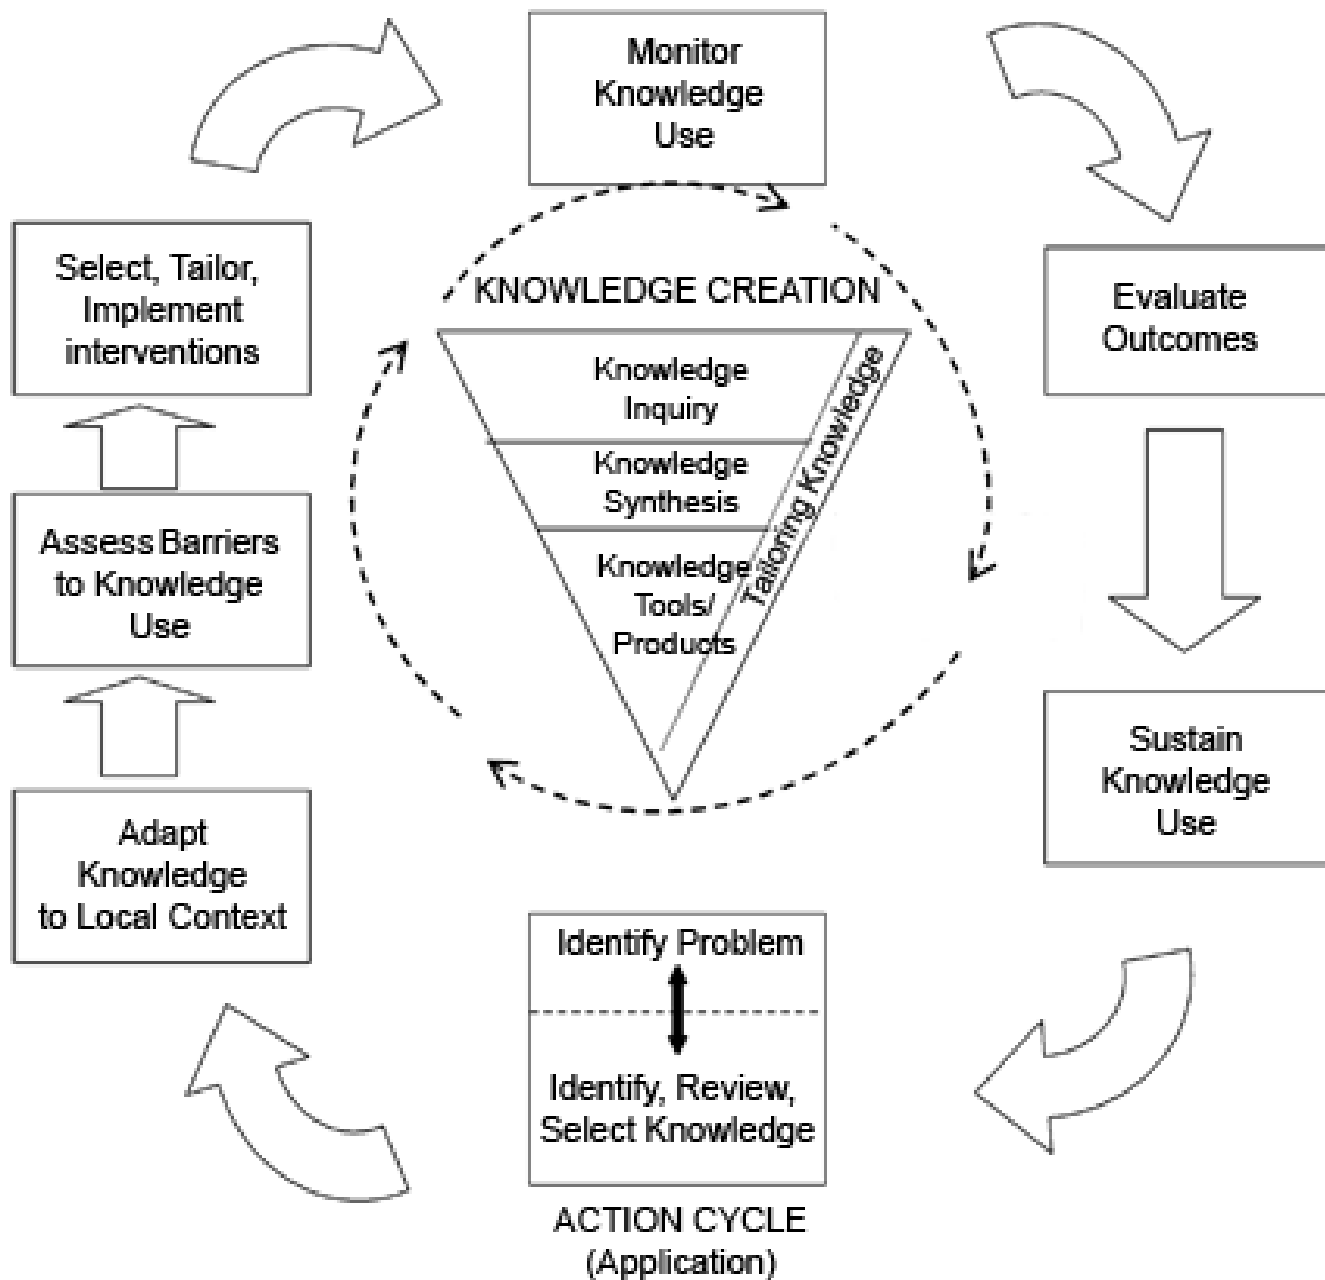 Monitor
Knowledge
Use
Select, Tailor,
Implement
interventions
Evaluate
Outcomes
KNOWLEDGE CREATION
Knowledge
Inquiry
Knowledge
Synthesis
Knowledge
Tools/
Products
Tailoring Knowledge
Assess Barriers
to Knowledge
Use
Sustain
Knowledge
Use
Adapt
Knowledge
to Local Context
Identify Problem
Identify, Review,
Select Knowledge
ACTION CYCLE
(Application)